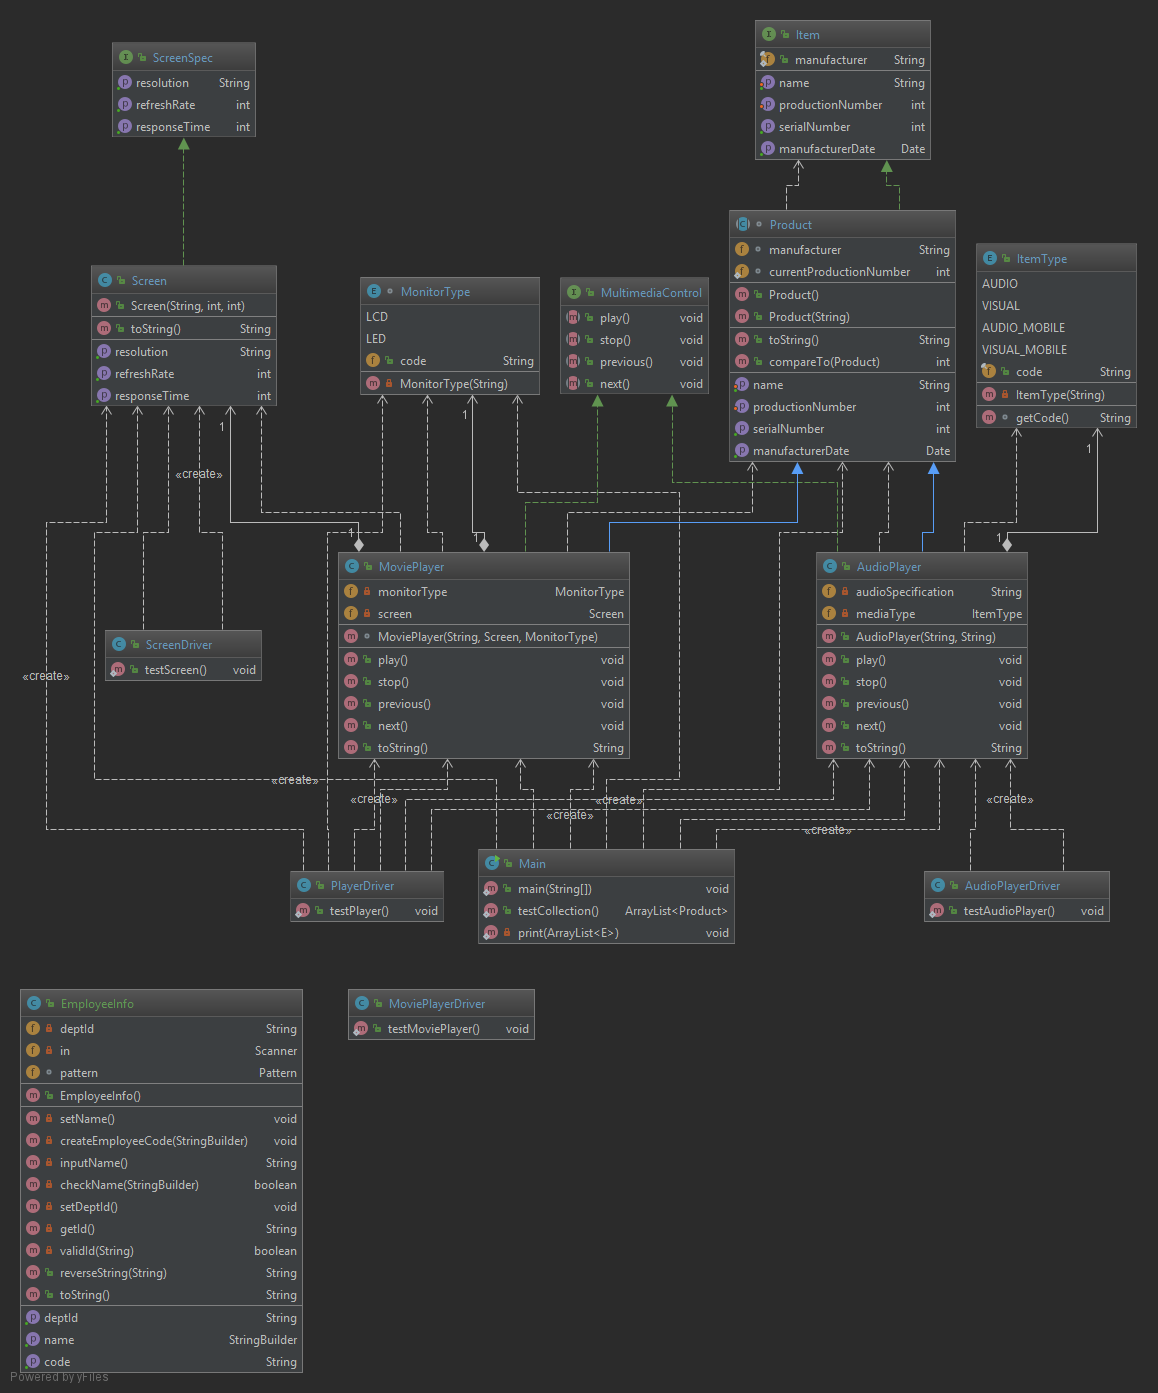 Item
manufacturer String
name String
productionNumber int
serialNumber int
manufacturerDate Date
ScreenSpec
resolution String
refreshRate int
responseTime int
Product
manufacturer String
currentProductionNumber int
Product()
Product(String)
toString() String
compareTo(Product) int
name String
productionNumber int
serialNumber int
manufacturerDate Date
ItemType
AUDIO
VISUAL
AUDIO_MOBILE
VISUAL_MOBILE
code String
ItemType(String)
getCode() String
Screen
Screen(String, int, int)
toString() String
resolution String
refreshRate int
responseTime int
MonitorType
LCD
LED
code String
MonitorType(String)
MultimediaControl
play() void
stop() void
previous() void
next() void
1
1
1
«create»
1
1
1
MoviePlayer
monitorType MonitorType
screen Screen
MoviePlayer(String, Screen, MonitorType)
play() void
stop() void
previous() void
next() void
toString() String
AudioPlayer
audioSpecification String
mediaType ItemType
AudioPlayer(String, String)
play() void
stop() void
previous() void
next() void
toString() String
ScreenDriver
testScreen() void
«create»
«create»
«create»
«create»
«create»
«create»
«create»
PlayerDriver
testPlayer() void
Main
main(String[]) void
testCollection() ArrayList<Product>
print(ArrayList<E>) void
AudioPlayerDriver
testAudioPlayer() void
EmployeeInfo
deptId String
in Scanner
pattern Pattern
EmployeeInfo()
setName() void
createEmployeeCode(StringBuilder) void
inputName() String
checkName(StringBuilder) boolean
setDeptId() void
getId() String
validId(String) boolean
reverseString(String) String
toString() String
deptId String
name StringBuilder
code String
MoviePlayerDriver
testMoviePlayer() void
Powered by yFiles